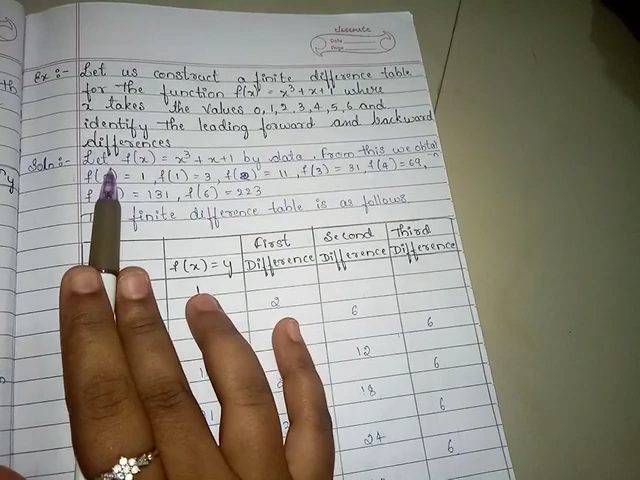 classmate
Date
Page
Ex :- Let us construct a finite difference table
for the function f(x) = x³ + x + 1 where
x takes the values 0, 1, 2, 3, 4, 5, 6 and
identify the leading forward and backward
differences
Soln :- Let f(x) = x³ + x + 1 by data. From this we obtain
= 1, f(1) = 3, f(2) = 11, f(3) = 31, f(4) = 69,
= 131, f(6) = 223
finite difference table is as follows
f(x) = y First Difference Second Difference Third Difference
1
2
6
6
12
6
18
6
24
6